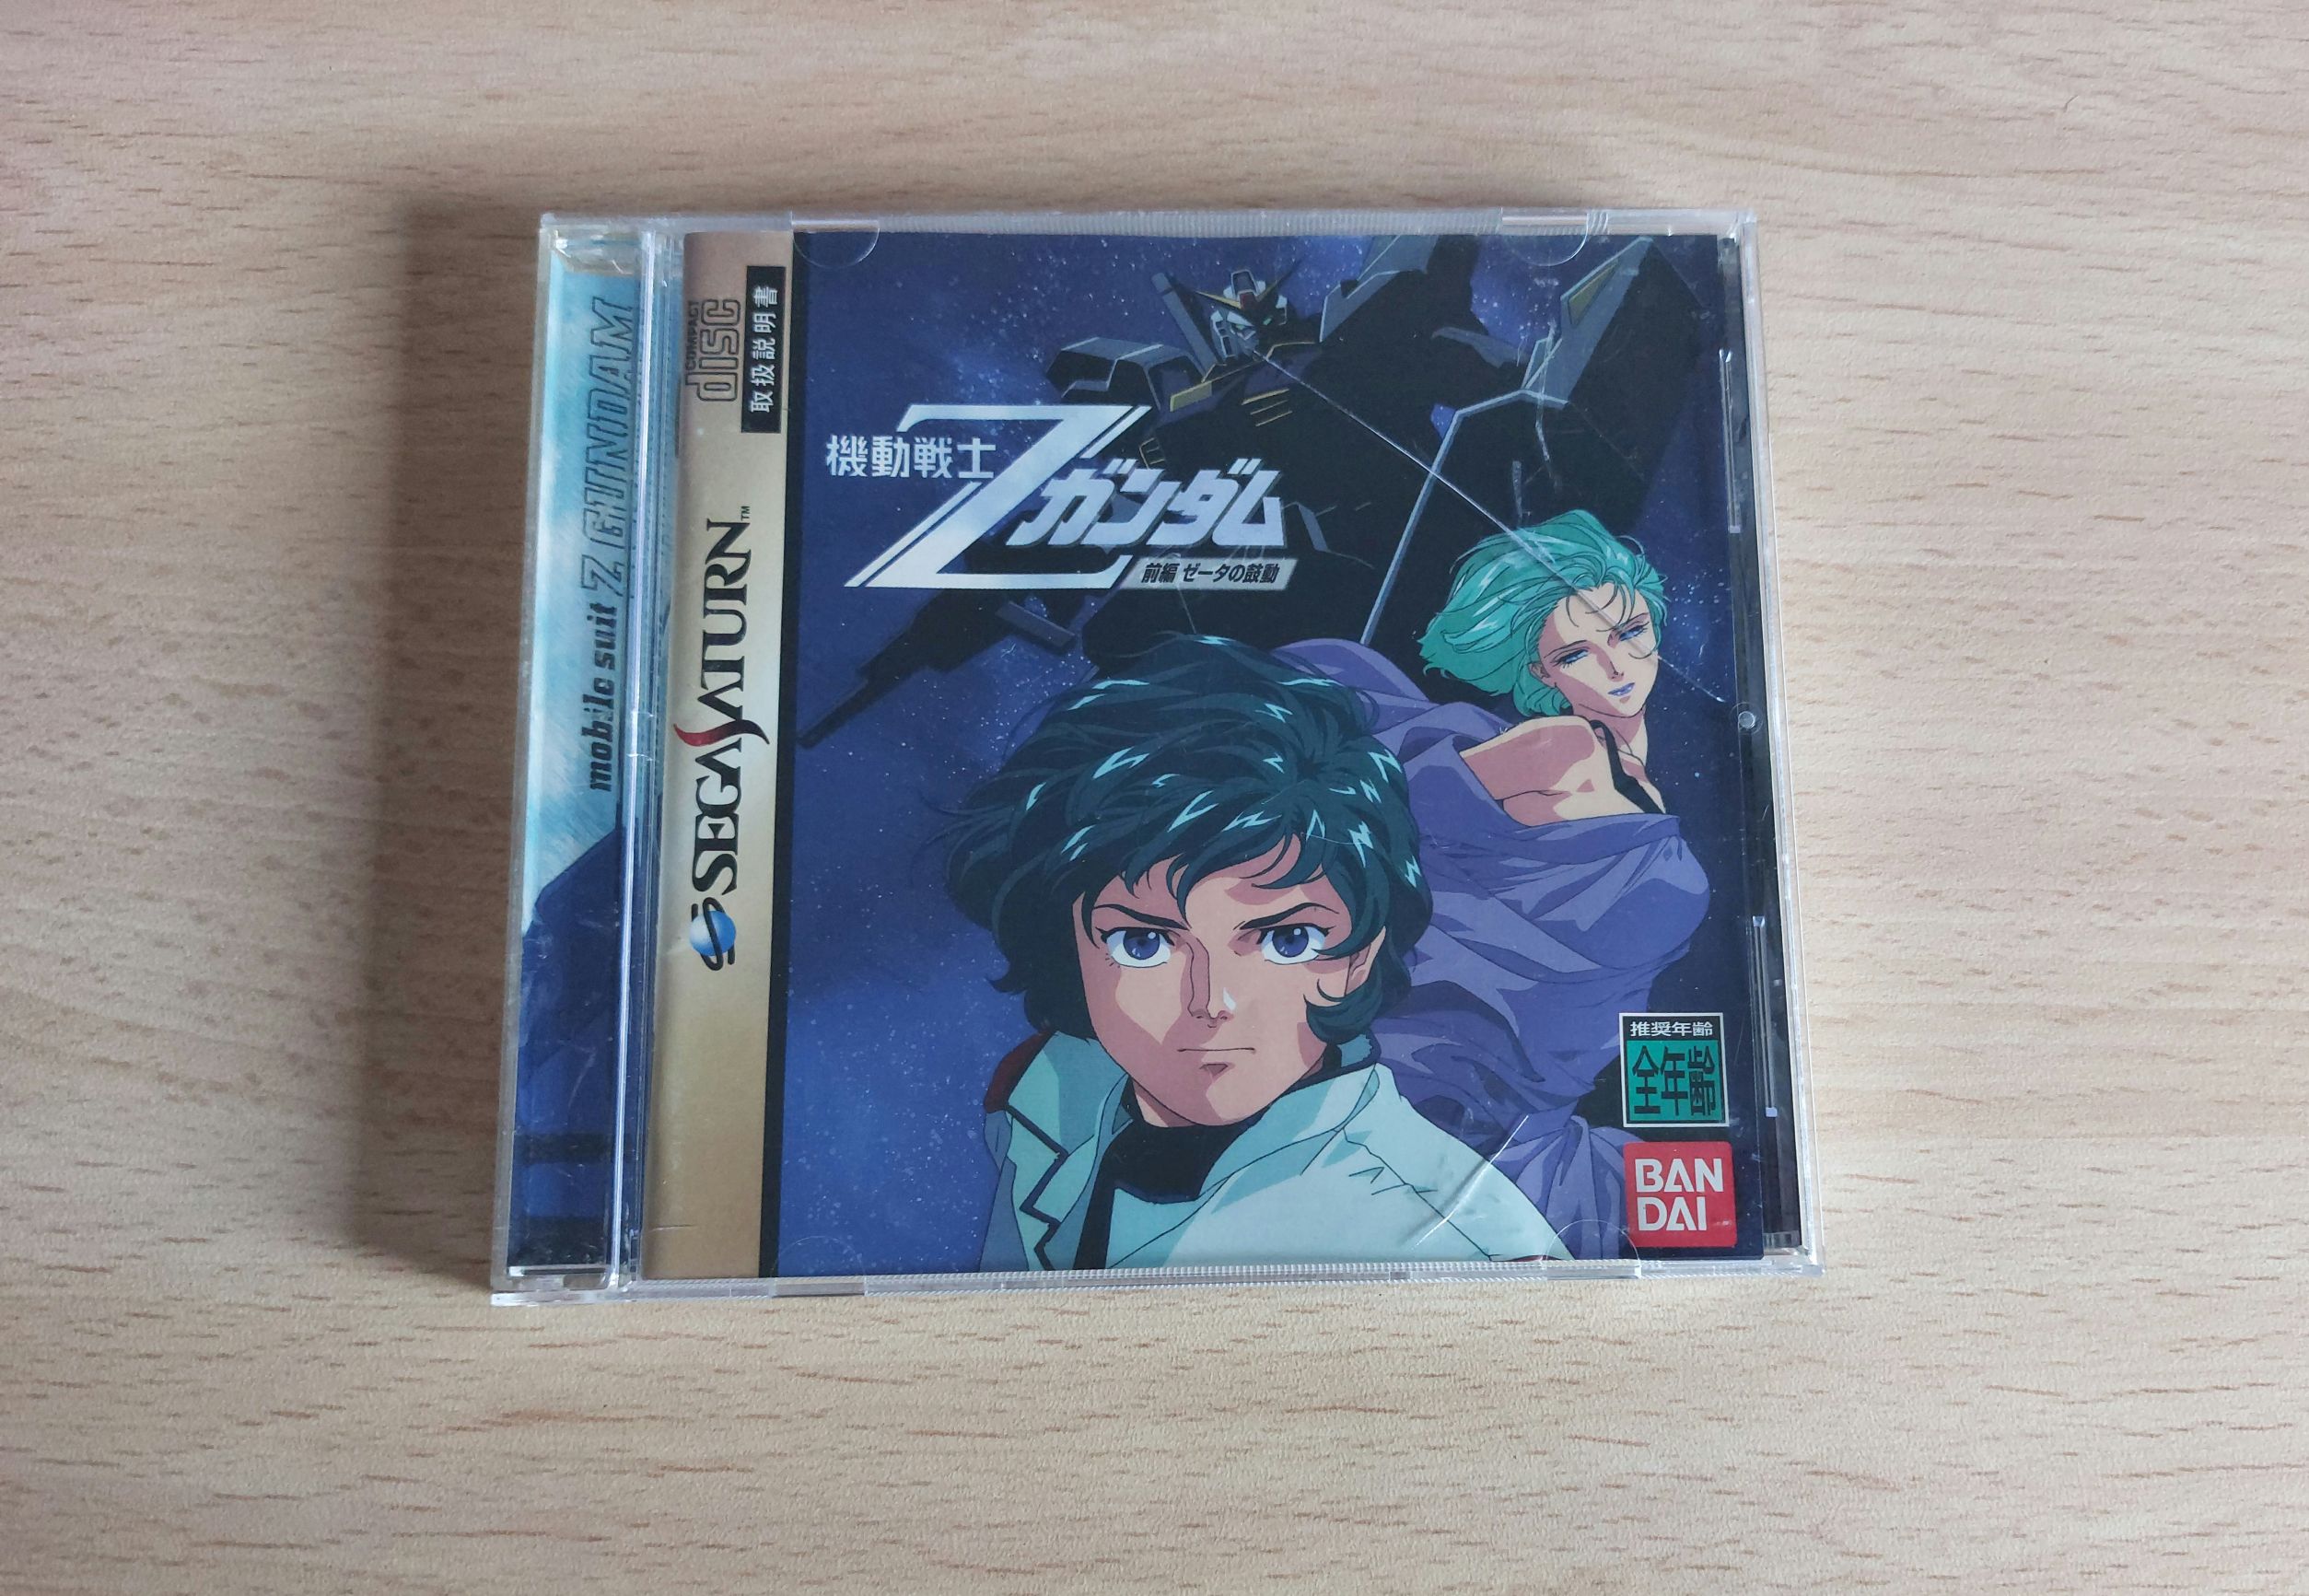 mobile suit Z GUNDAM
COMPACT
disc
取扱説明書
SEGA SATURN™
機動戦士
Zガンダム
前編 ゼータの鼓動
推奨年齢
全年齢
BAN
DAI